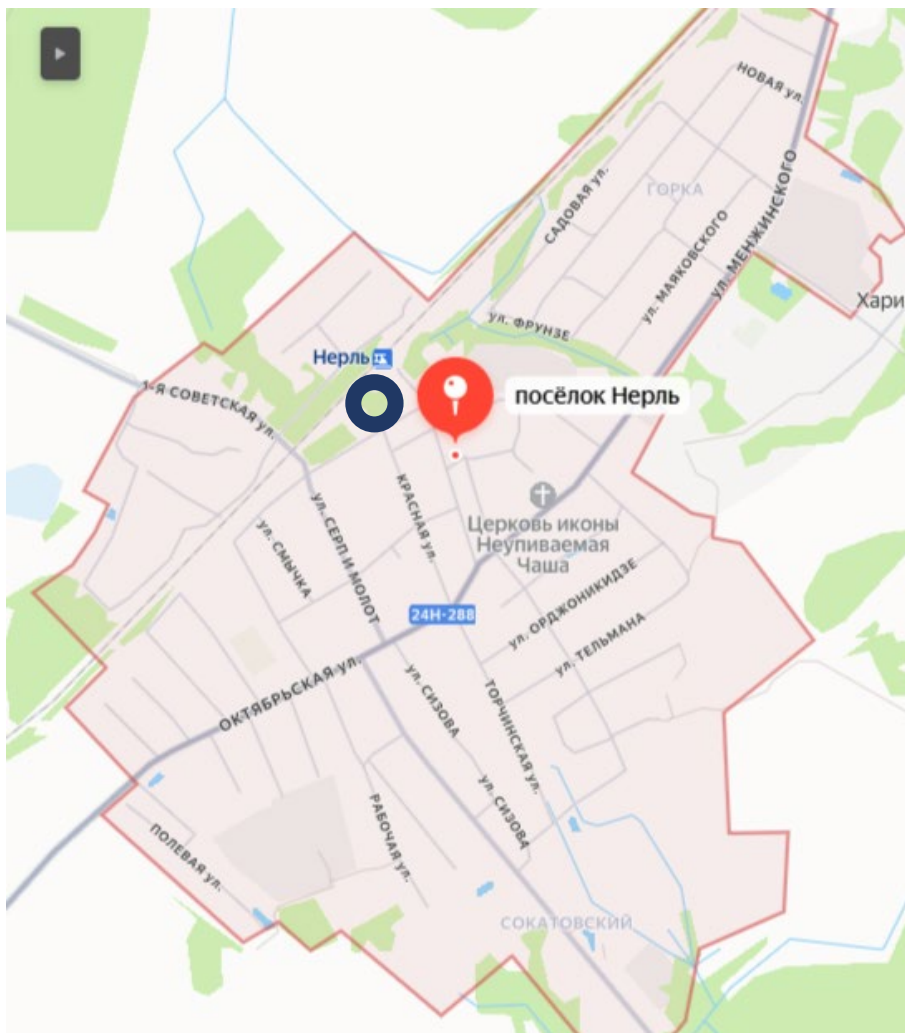 НОВАЯ ул.
ГОРКА
САДОВАЯ ул.
ул. МЕНЖИНСКОГО
ул. МАЯКОВСКОГО
Хари
ул. ФРУНЗЕ
Нерль
посёлок Нерль
1-Я СОВЕТСКАЯ ул.
КРАСНАЯ ул.
ул. СЕРП И МОЛОТ
ул. СМЫЧКА
Церковь иконы
Неупиваемая
Чаша
24Н-288
ул. ОРДЖОНИКИДЗЕ
ул. ТЕЛЬМАНА
ОКТЯБРЬСКАЯ ул.
ул. СИЗОВА
ТОРЧИНСКАЯ ул.
ул. СИЗОВА
РАБОЧАЯ ул.
ПОЛЕВАЯ ул.
СОКАТОВСКИЙ